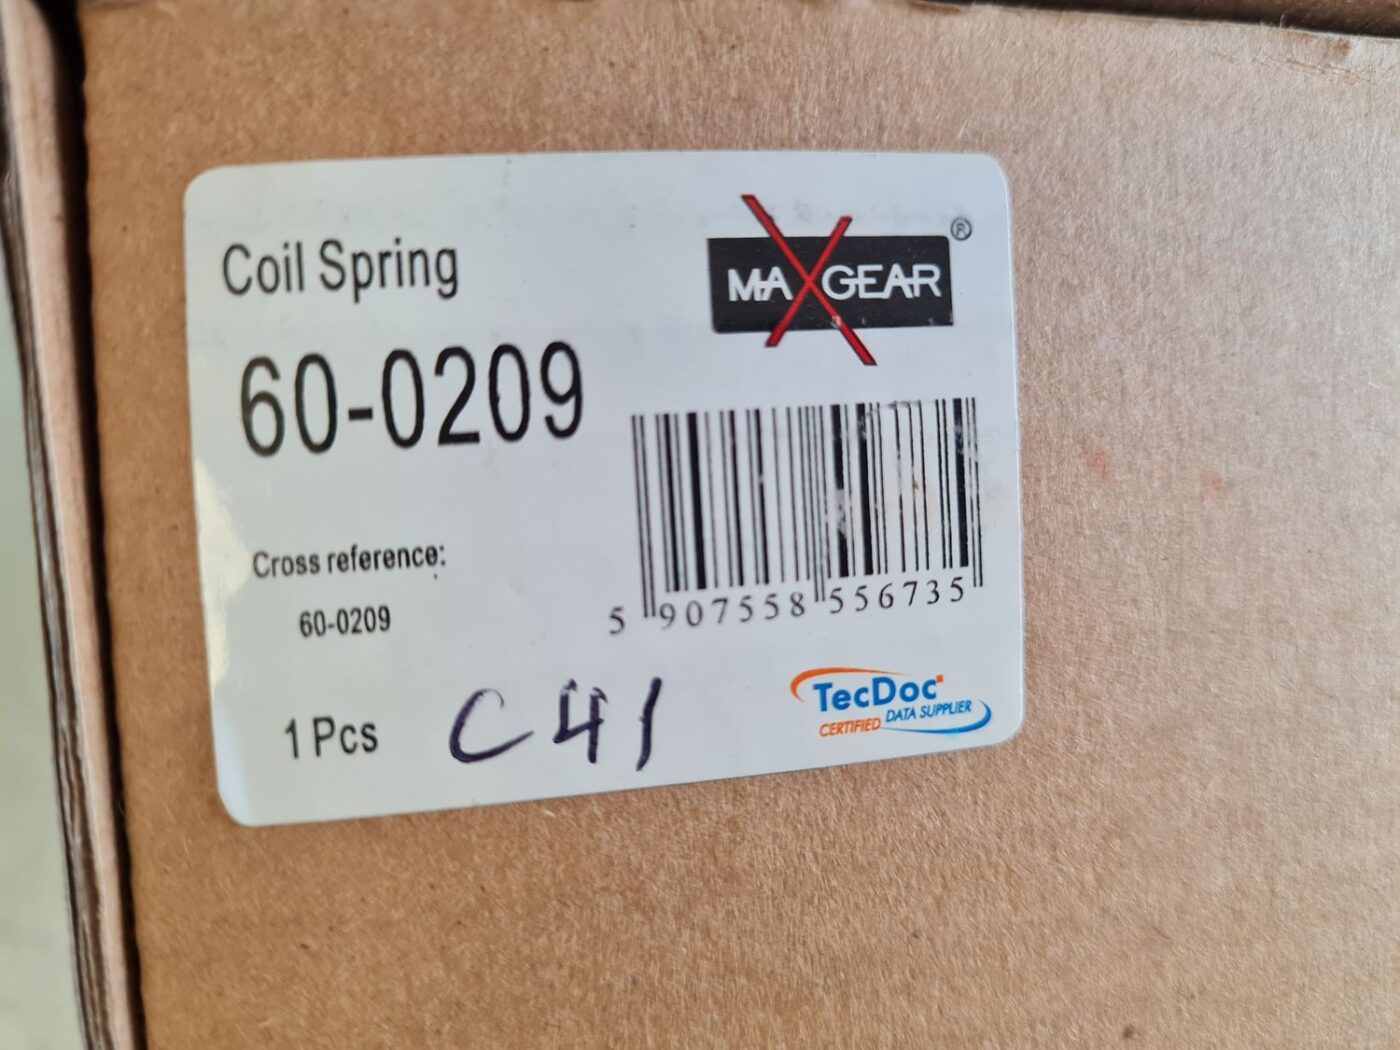 Coil Spring
MAXGEAR ®
60-0209
Cross reference:
60-0209
5 907558 556735
1 Pcs
C41
TecDoc
CERTIFIED DATA SUPPLIER